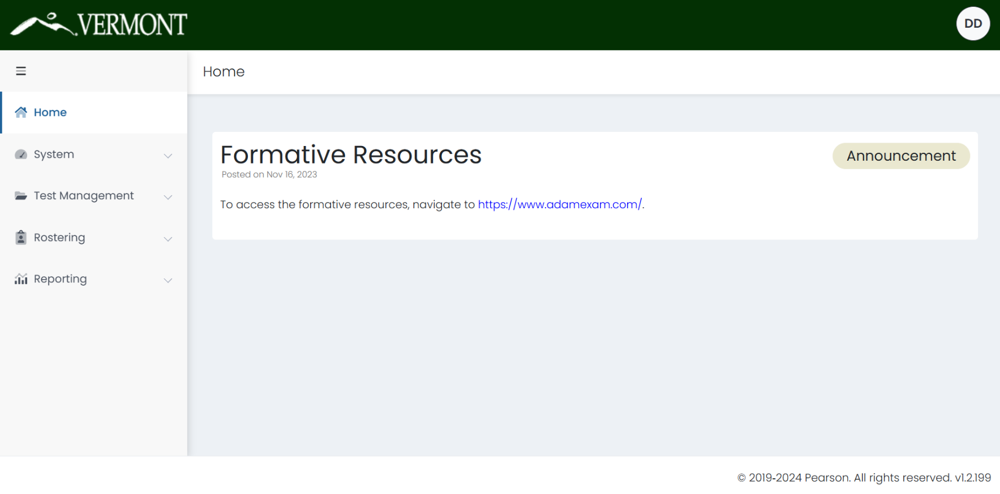 VERMONT
DD
Home
Home
System
Test Management
Rostering
Reporting
Formative Resources
Announcement
Posted on Nov 16, 2023
To access the formative resources, navigate to https://www.adamexam.com/.
© 2019-2024 Pearson. All rights reserved. v1.2.199